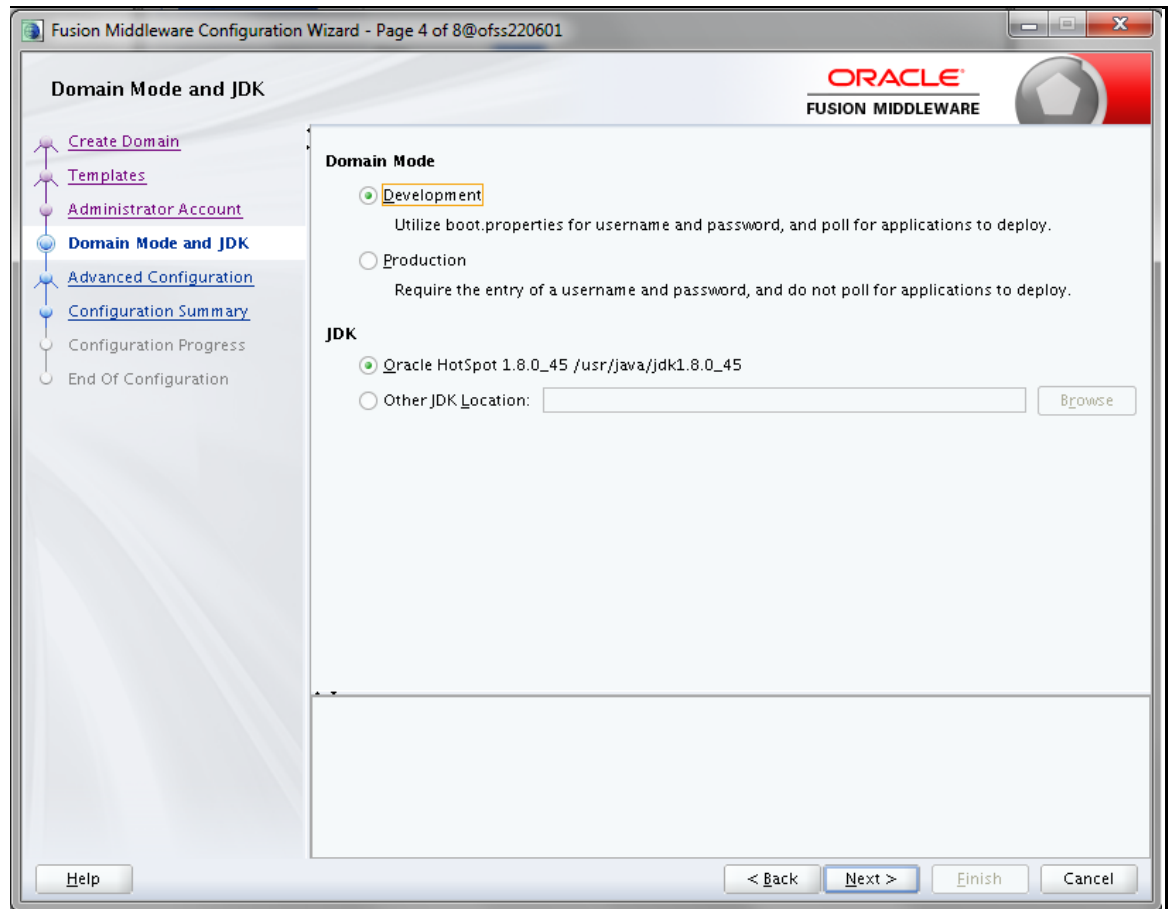 Fusion Middleware Configuration Wizard - Page 4 of 8@ofss220601
Domain Mode and JDK
ORACLE
FUSION MIDDLEWARE
Create Domain
Templates
Administrator Account
Domain Mode and JDK
Advanced Configuration
Configuration Summary
Configuration Progress
End Of Configuration
Domain Mode
Development
Utilize boot.properties for username and password, and poll for applications to deploy.
Production
Require the entry of a username and password, and do not poll for applications to deploy.
JDK
Oracle HotSpot 1.8.0_45 /usr/java/jdk1.8.0_45
Other JDK Location:
Browse
Help
< Back
Next >
Finish
Cancel